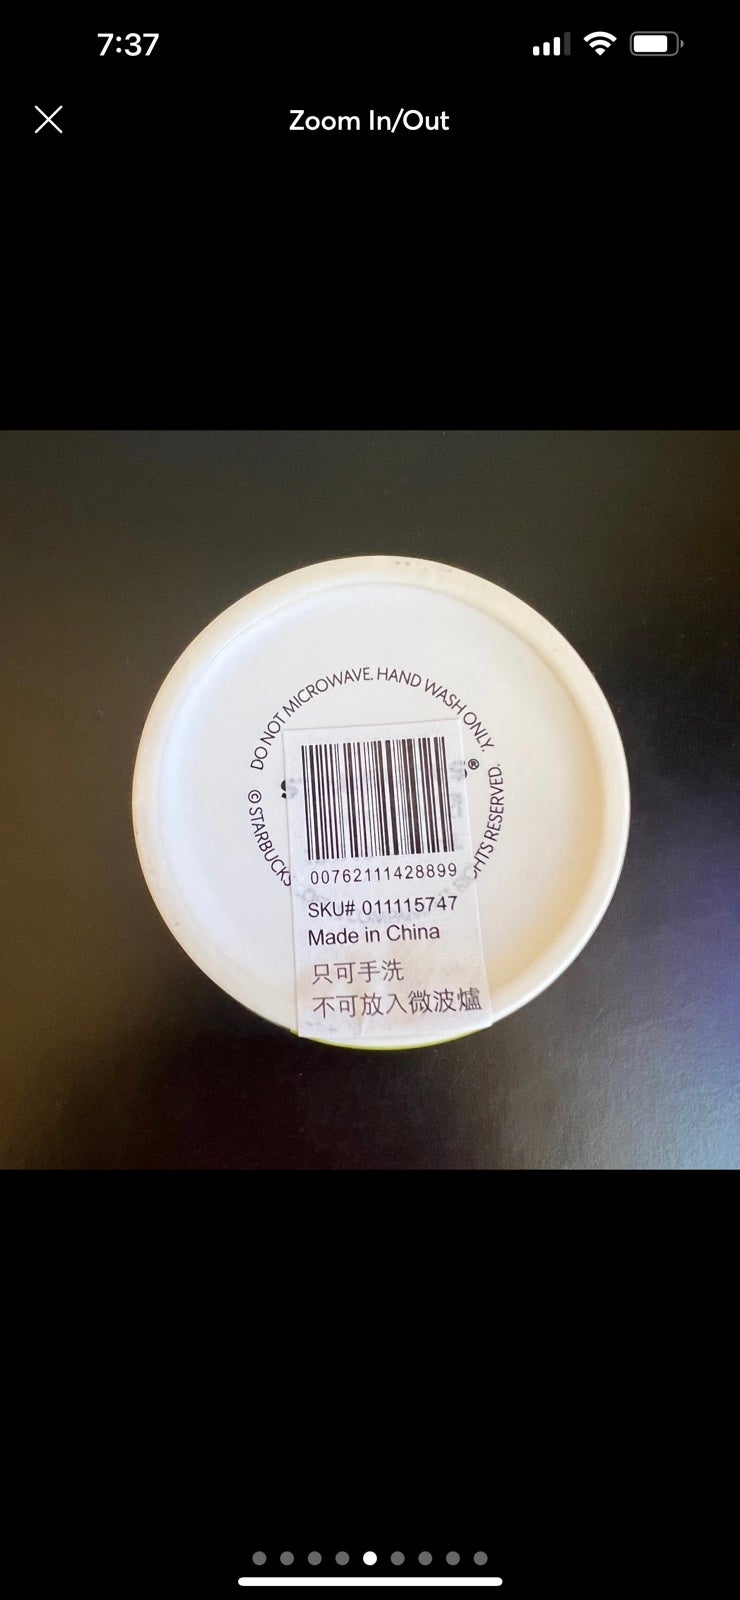 7:37
Zoom In/Out
DO NOT MICROWAVE. HAND WASH ONLY.
© STARBUCKS
RESERVED.
®
00762111428899
SKU# 011115747
Made in China
只可手洗
不可放入微波爐